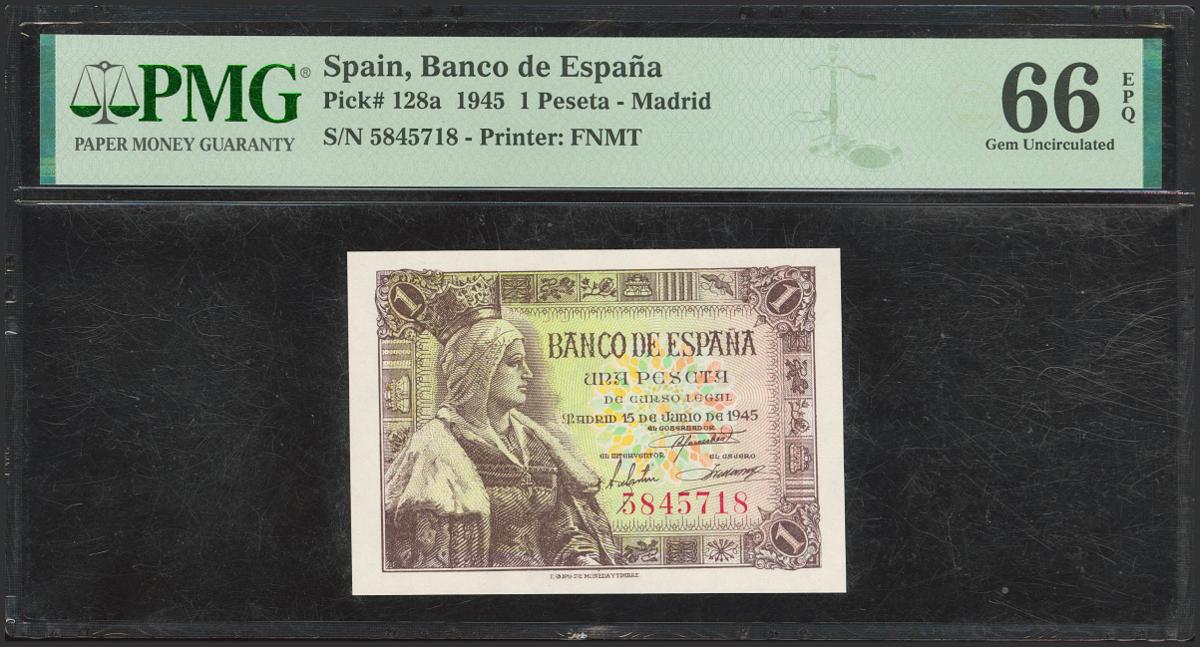 PMG®
PAPER MONEY GUARANTY
Spain, Banco de España
Pick# 128a 1945 1 Peseta - Madrid
S/N 5845718 - Printer: FNMT
66
EPQ
Gem Uncirculated
1
1
BANCO DE ESPAÑA
UNA PESETA
DE CURSO LEGAL
MADRID 15 DE JUNIO DE 1945
EL GOBERNADOR
EL INTERVENTOR
EL CAJERO
5845718
1